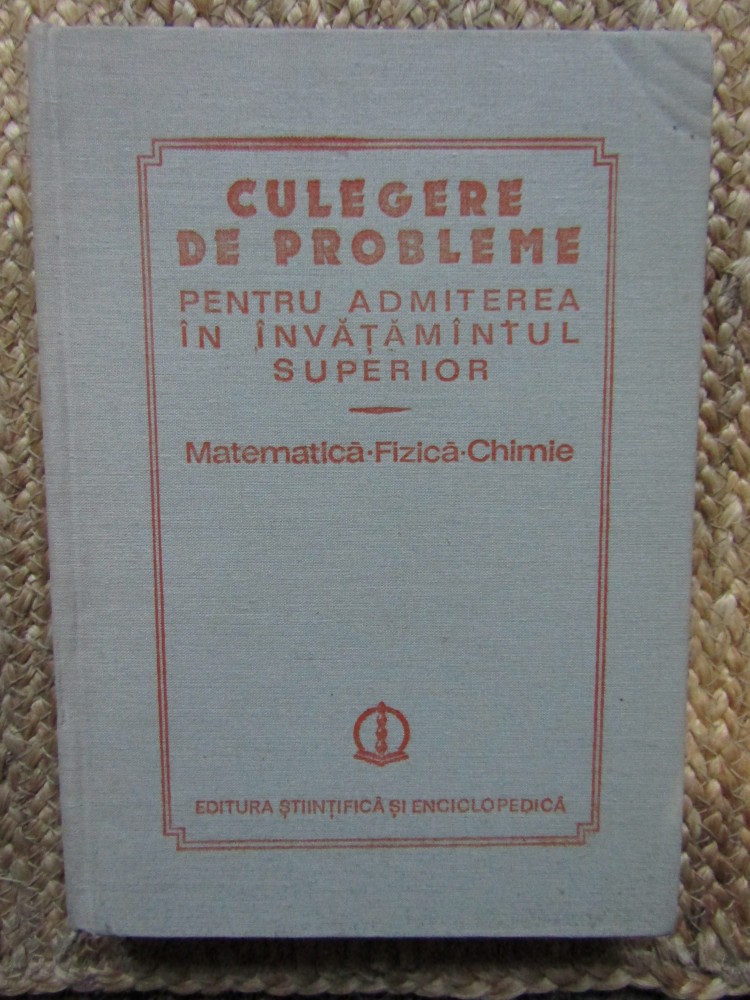 CULEGERE
DE PROBLEME
PENTRU ADMITEREA
ÎN ÎNVĂȚĂMÎNTUL
SUPERIOR
Matematică·Fizică·Chimie
EDITURA ȘTIINȚIFICĂ ȘI ENCICLOPEDICĂ